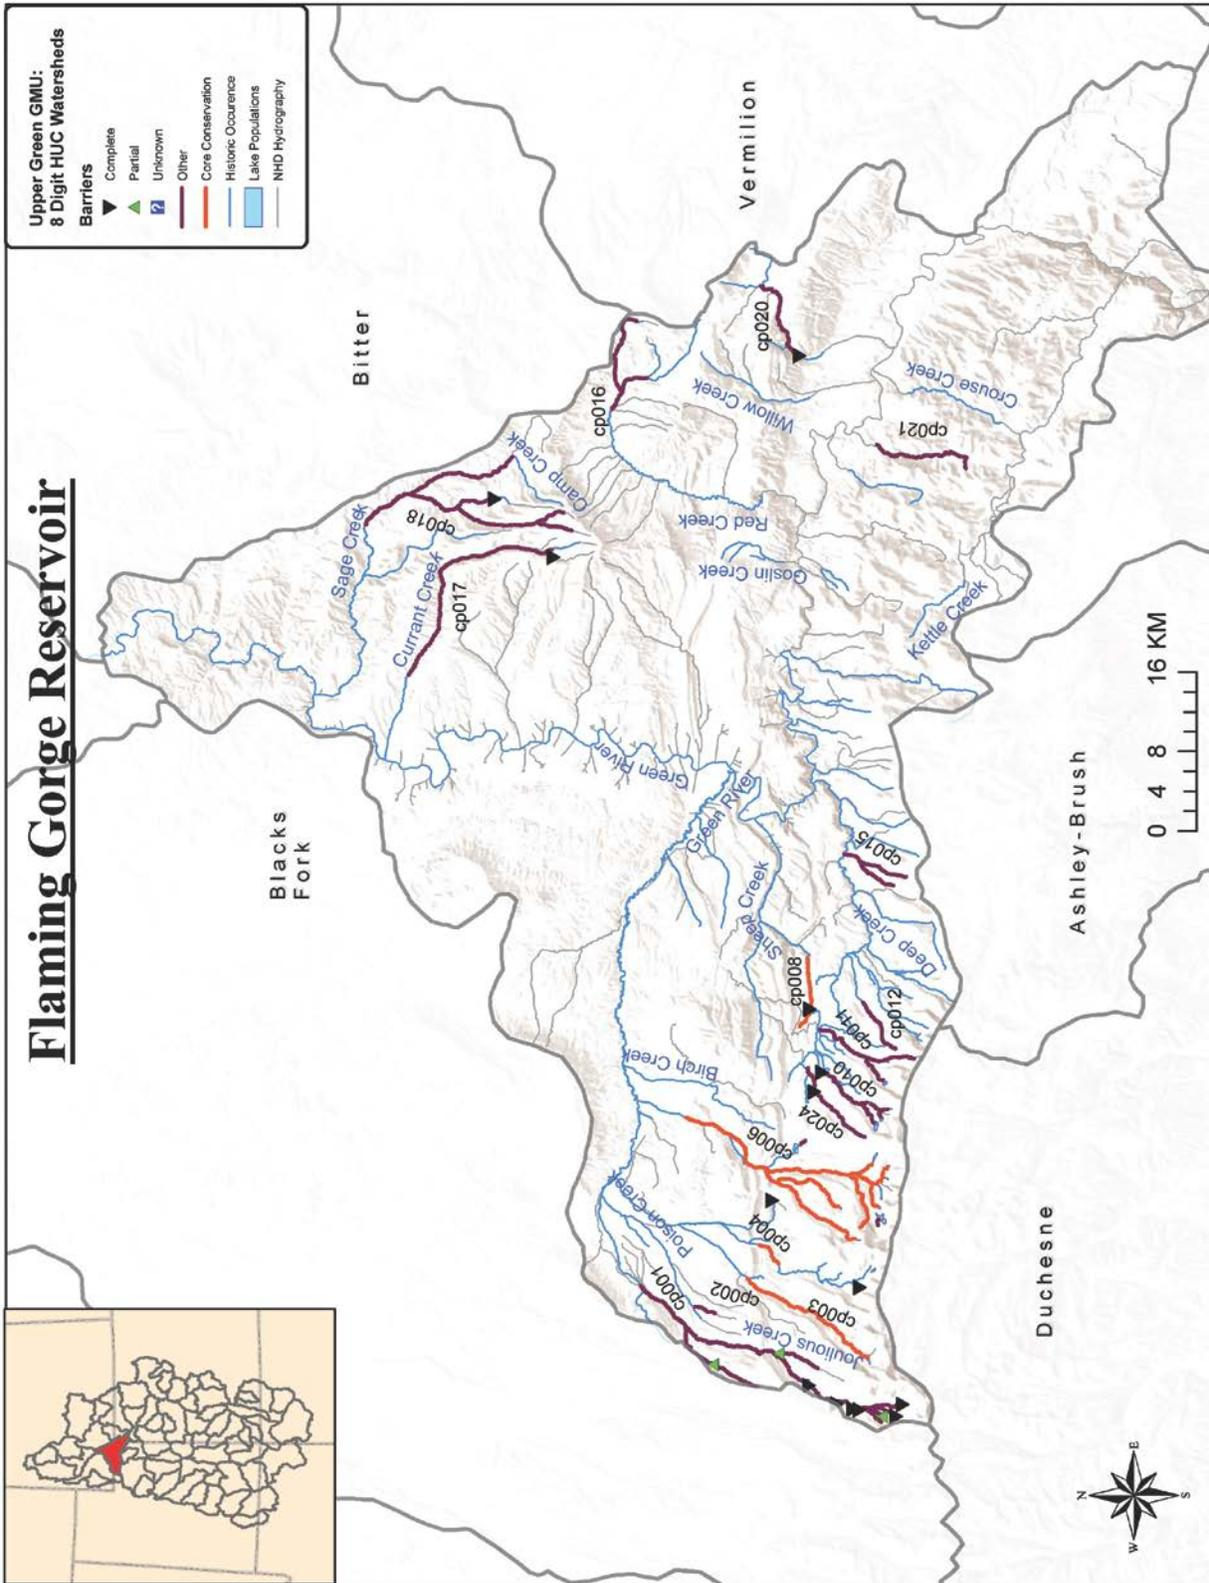 Flaming Gorge Reservoir
Upper Green GMU:
8 Digit HUC Watersheds
Barriers
Complete
Partial
?
Unknown
Other
Core Conservation
Historic Occurence
Lake Populations
NHD Hydrography
Blacks
Fork
Bitter
Vermilion
Sage Creek
cp018
Currant Creek
cp017
Camp Creek
cp016
Green River
Green River
Red Creek
Goslin Creek
Willow Creek
cp020
Crouse Creek
cp021
Kettle Creek
Poison Creek
Birch Creek
Sheep Creek
cp001
cp002
Joulious Creek
cp003
cp004
cp006
cp008
cp024
cp010
cp011
cp012
Deep Creek
cp015
Duchesne
Ashley-Brush
N
W
E
S
0 4 8 16 KM